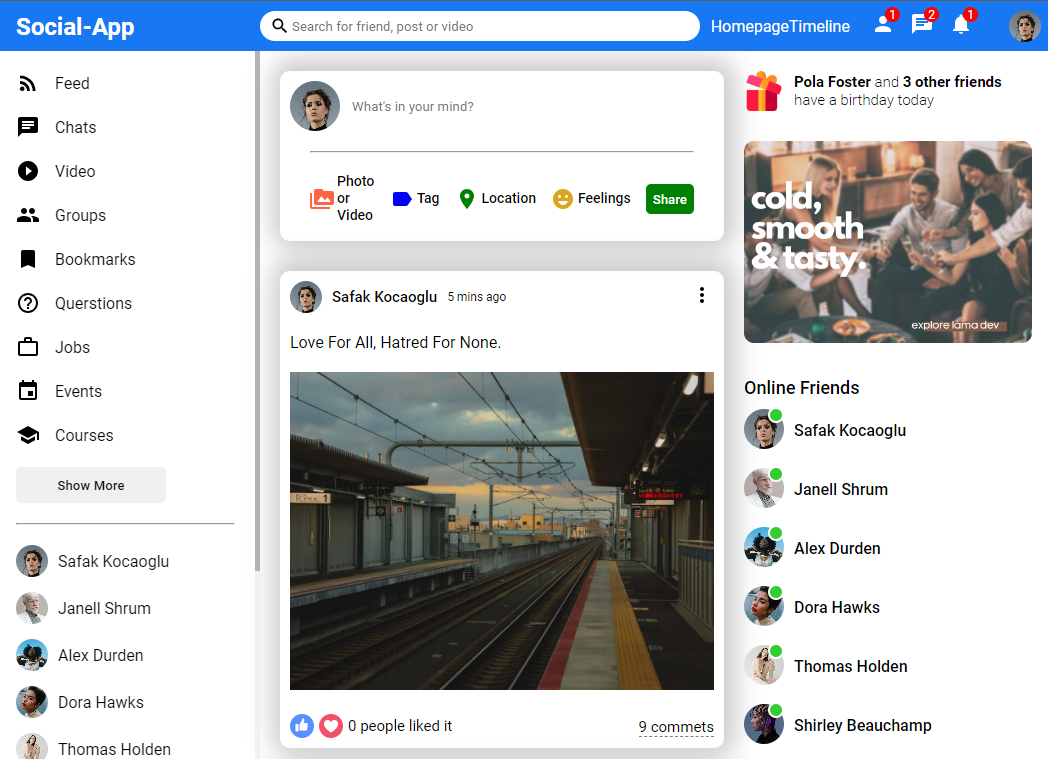 Social-App
Search for friend, post or video
Homepage Timeline
1
2
1
Feed
Chats
Video
Groups
Bookmarks
Querstions
Jobs
Events
Courses
Show More
Safak Kocaoglu
Janell Shrum
Alex Durden
Dora Hawks
Thomas Holden
What's in your mind?
Photo
or
Video
Tag
Location
Feelings
Share
Safak Kocaoglu 5 mins ago
Love For All, Hatred For None.
1
0 people liked it
9 commets
Pola Foster and 3 other friends
have a birthday today
cold,
smooth
& tasty.
explore lama dev
Online Friends
Safak Kocaoglu
Janell Shrum
Alex Durden
Dora Hawks
Thomas Holden
Shirley Beauchamp